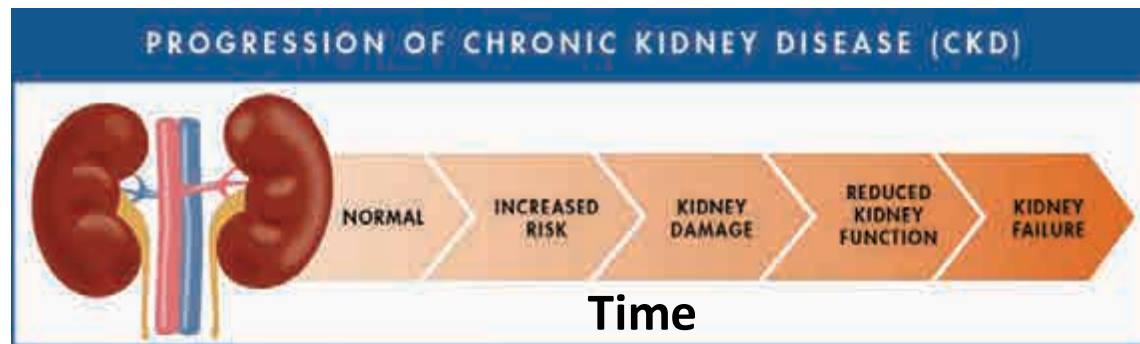 PROGRESSION OF CHRONIC KIDNEY DISEASE (CKD)
NORMAL
INCREASED
RISK
KIDNEY
DAMAGE
REDUCED
KIDNEY
FUNCTION
KIDNEY
FAILURE
Time